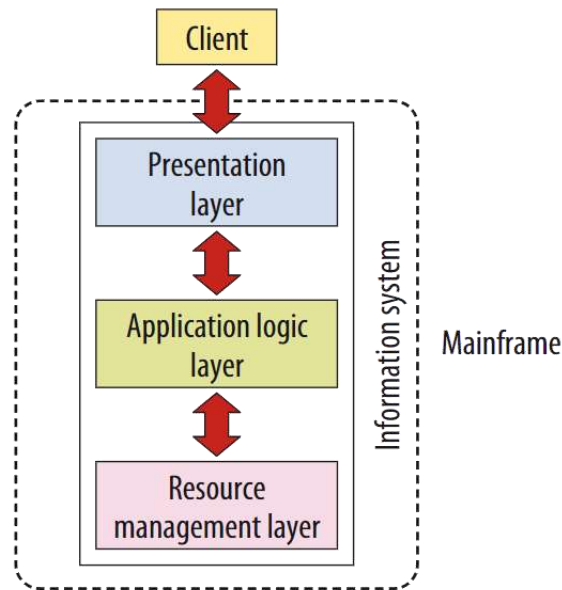 Client
Presentation
layer
Application logic
layer
Resource
management layer
Information system
Mainframe